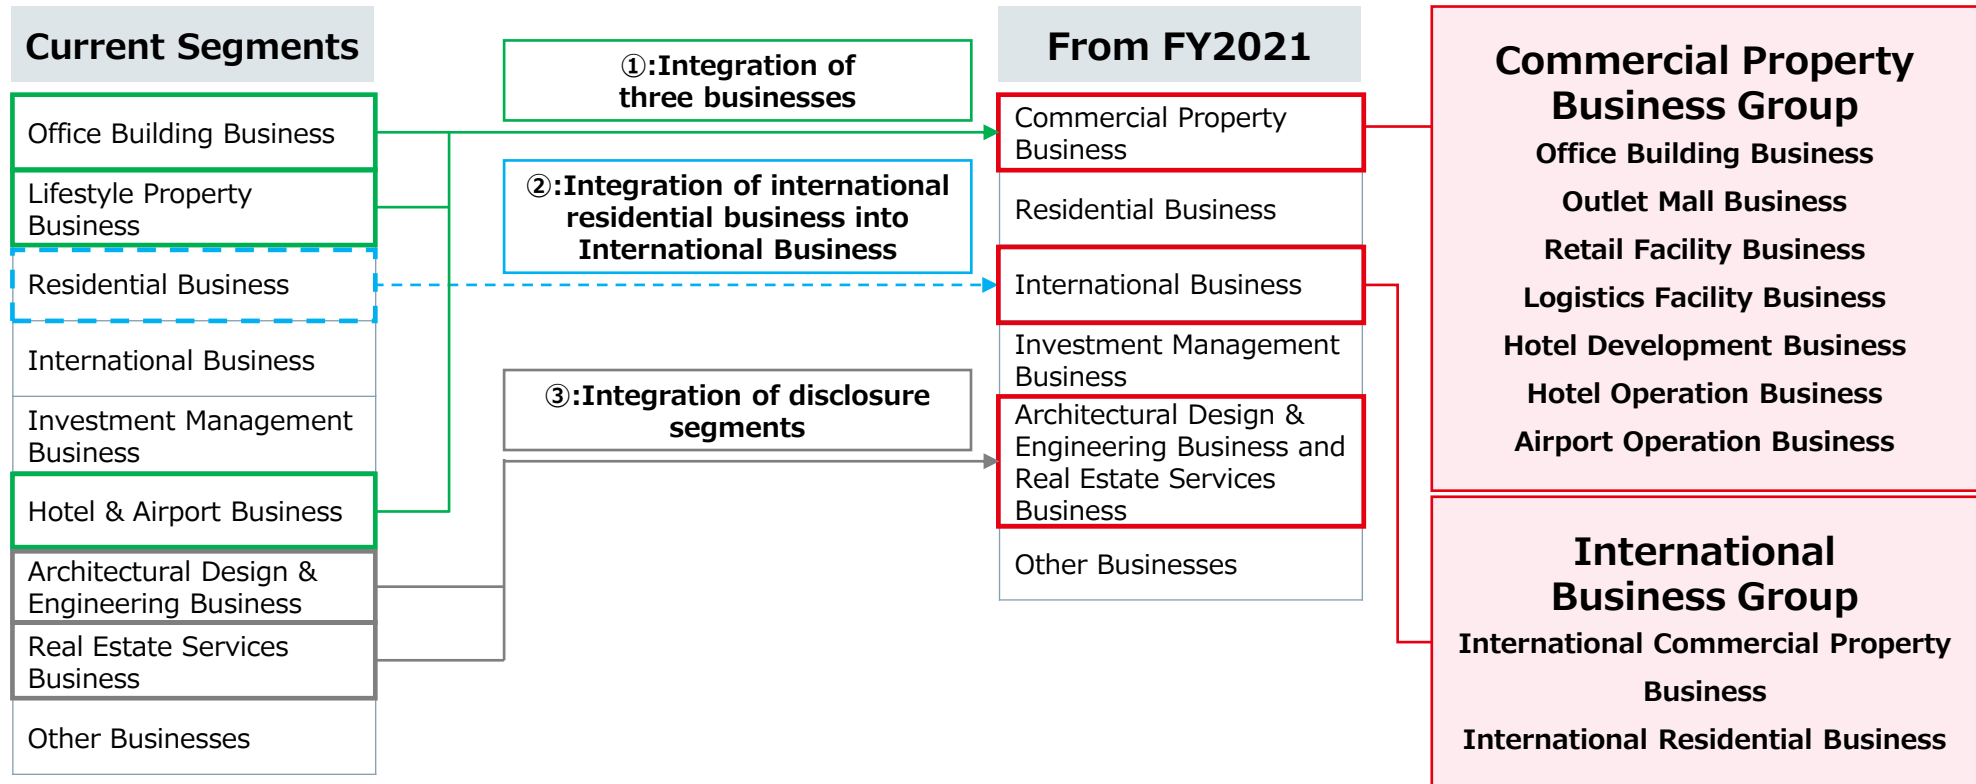 Current Segments
Office Building Business
Lifestyle Property
Business
Residential Business
International Business
Investment Management
Business
Hotel & Airport Business
Architectural Design &
Engineering Business
Real Estate Services
Business
Other Businesses
①:Integration of
three businesses
②:Integration of international
residential business into
International Business
③:Integration of disclosure
segments
From FY2021
Commercial Property
Business
Residential Business
International Business
Investment Management
Business
Architectural Design &
Engineering Business and
Real Estate Services
Business
Other Businesses
Commercial Property
Business Group
Office Building Business
Outlet Mall Business
Retail Facility Business
Logistics Facility Business
Hotel Development Business
Hotel Operation Business
Airport Operation Business
International
Business Group
International Commercial Property
Business
International Residential Business